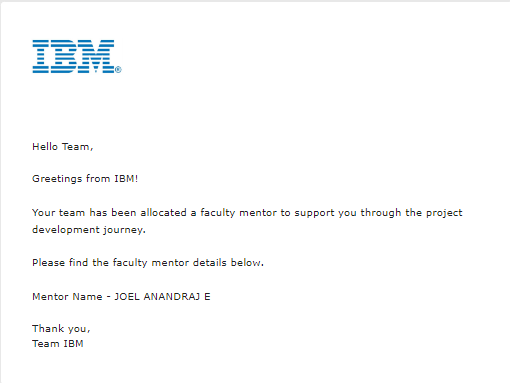 IBM®
Hello Team,
Greetings from IBM!
Your team has been allocated a faculty mentor to support you through the project
development journey.
Please find the faculty mentor details below.
Mentor Name - JOEL ANANDRAJ E
Thank you,
Team IBM